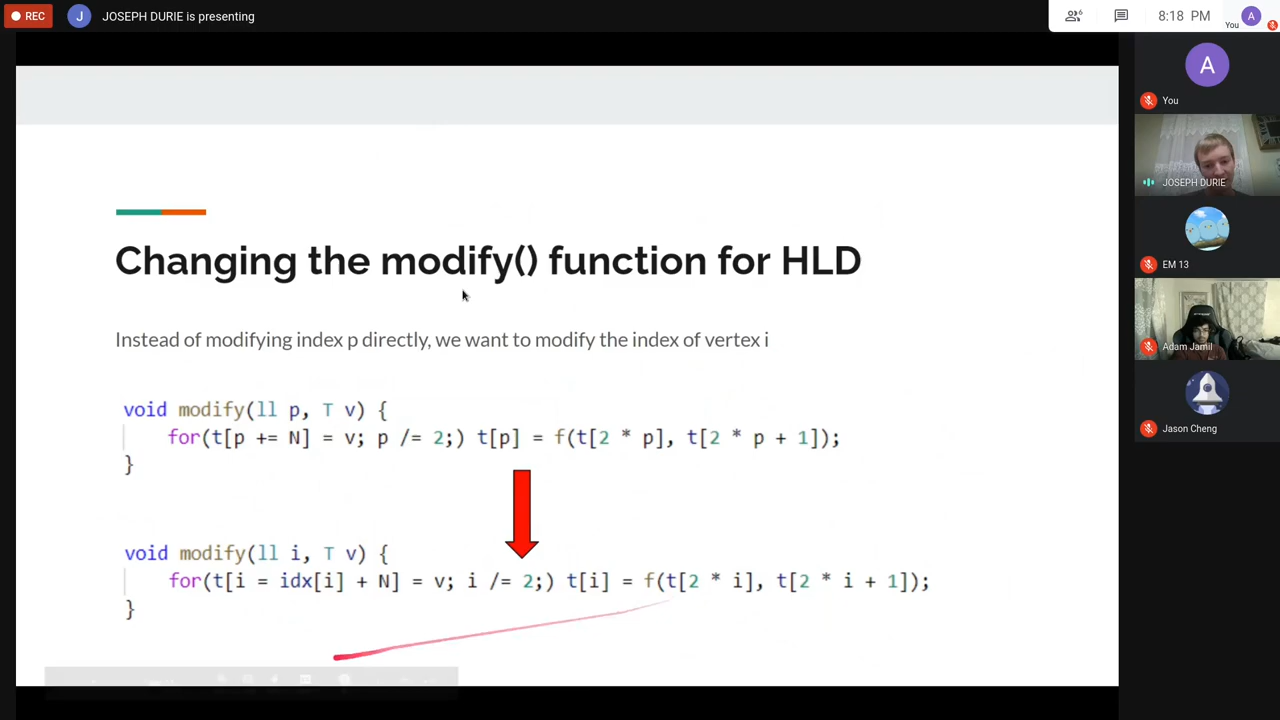 REC
J
JOSEPH DURIE is presenting
6
8:18 PM
You
A
Changing the modify() function for HLD
Instead of modifying index p directly, we want to modify the index of vertex i
void modify(ll p, T v) {
for(t[p += N] = v; p /= 2;) t[p] = f(t[2 * p], t[2 * p + 1]);
}
void modify(ll i, T v) {
for(t[i = idx[i] + N] = v; i /= 2;) t[i] = f(t[2 * i], t[2 * i + 1]);
}
A
You
JOSEPH DURIE
EM 13
Adam Jamil
Jason Cheng